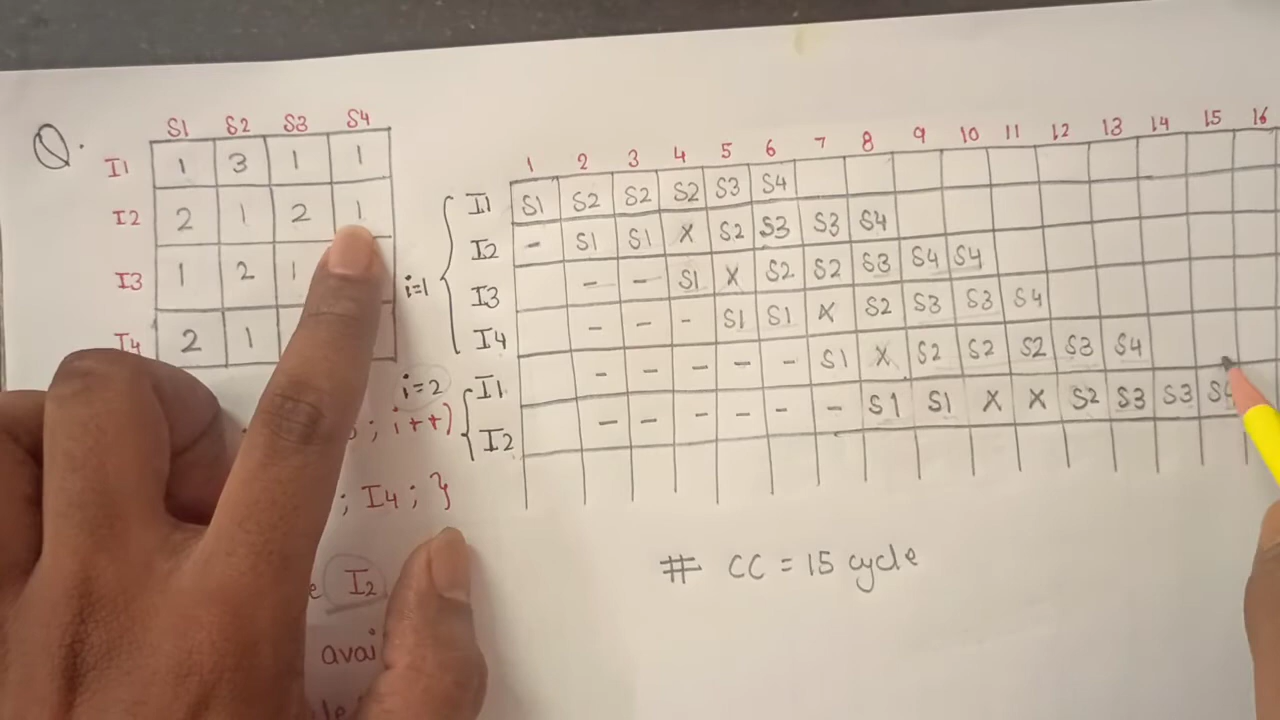 Q.
S1 S2 S3 S4
I1 1 3 1 1
I2 2 1 2 1
I3 1 2 1
I4 2 1
; i++)
; I4 ; }
I2
avai
1 2 3 4 5 6 7 8 9 10 11 12 13 14 15 16
i=1
I1 S1 S2 S2 S2 S3 S4
I2 - S1 S1 X S2 S3 S3 S4
I3 - - S1 X S2 S2 S3 S4 S4
I4 - - - S1 S1 X S2 S3 S3 S4
i=2
I1 - - - - - S1 X S2 S2 S2 S3 S4
I2 - - - - - - S1 S1 X X S2 S3 S3 S4
# CC = 15 cycle